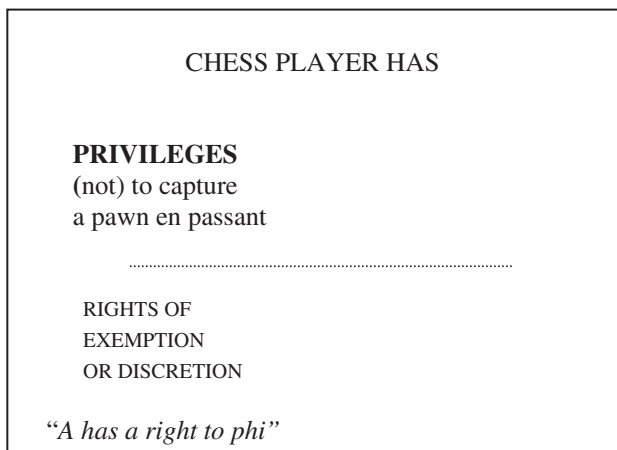 CHESS PLAYER HAS
PRIVILEGES
(not) to capture
a pawn en passant
RIGHTS OF
EXEMPTION
OR DISCRETION
“A has a right to phi”